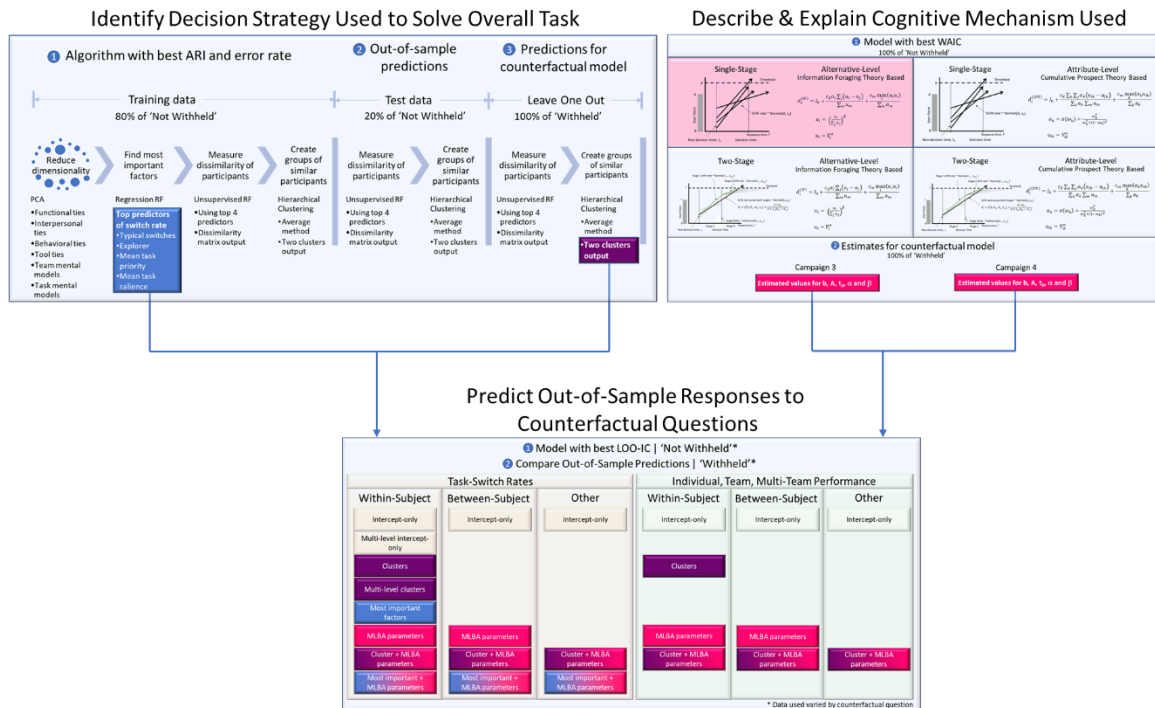 Identify Decision Strategy Used to Solve Overall Task
1 Algorithm with best ARI and error rate
2 Out-of-sample
predictions
3 Predictions for
counterfactual model
Training data
80% of 'Not Withheld'
Test data
20% of 'Not Withheld'
Leave One Out
100% of 'Withheld'
Reduce
dimensionality
Find most
important
factors
Measure
dissimilarity of
participants
Create
groups of
similar
participants
Measure
dissimilarity of
participants
Create
groups of
similar
participants
Measure
dissimilarity of
participants
Create
groups of
similar
participants
PCA
•Functional ties
•Interpersonal
ties
•Behavioral ties
•Tool ties
•Team mental
models
•Task mental
models
Regression RF
Top predictors
of switch rate
•Typical switches
•Explorer
•Mean task
priority
•Mean task
salience
Unsupervised RF
•Using top 4
predictors
•Dissimilarity
matrix output
Hierarchical
Clustering
•Average
method
•Two clusters
output
Unsupervised RF
•Using top 4
predictors
•Dissimilarity
matrix output
Hierarchical
Clustering
•Average
method
•Two clusters
output
Unsupervised RF
•Using top 4
predictors
•Dissimilarity
matrix output
Hierarchical
Clustering
•Average
method
•Two clusters
output
Describe & Explain Cognitive Mechanism Used
1 Model with best WAIC
100% of 'Not Withheld'
Single-Stage
Alternative-Level
Information Foraging Theory Based
Single-Stage
Attribute-Level
Cumulative Prospect Theory Based
Two-Stage
Alternative-Level
Information Foraging Theory Based
Two-Stage
Attribute-Level
Cumulative Prospect Theory Based
2 Estimates for counterfactual model
100% of 'Withheld'
Campaign 3
Estimated values for b, A, t₀, α and β
Campaign 4
Estimated values for b, A, t₀, α and β
Predict Out-of-Sample Responses to
Counterfactual Questions
1 Model with best LOO-IC | 'Not Withheld'*
2 Compare Out-of-Sample Predictions | 'Withheld'*
Task-Switch Rates
Individual, Team, Multi-Team Performance
Within-Subject
Between-Subject
Other
Within-Subject
Between-Subject
Other
Intercept-only
Intercept-only
Intercept-only
Intercept-only
Intercept-only
Intercept-only
Multi-level intercept-
only
Clusters
Clusters
Multi-level clusters
Most important
factors
MLBA parameters
MLBA parameters
MLBA parameters
MLBA parameters
Cluster + MLBA
parameters
Cluster + MLBA
parameters
Cluster + MLBA
parameters
Cluster + MLBA
parameters
Cluster + MLBA
parameters
Cluster + MLBA
parameters
Most important +
MLBA parameters
Most important +
MLBA parameters
Most important +
MLBA parameters
* Data used varied by counterfactual question